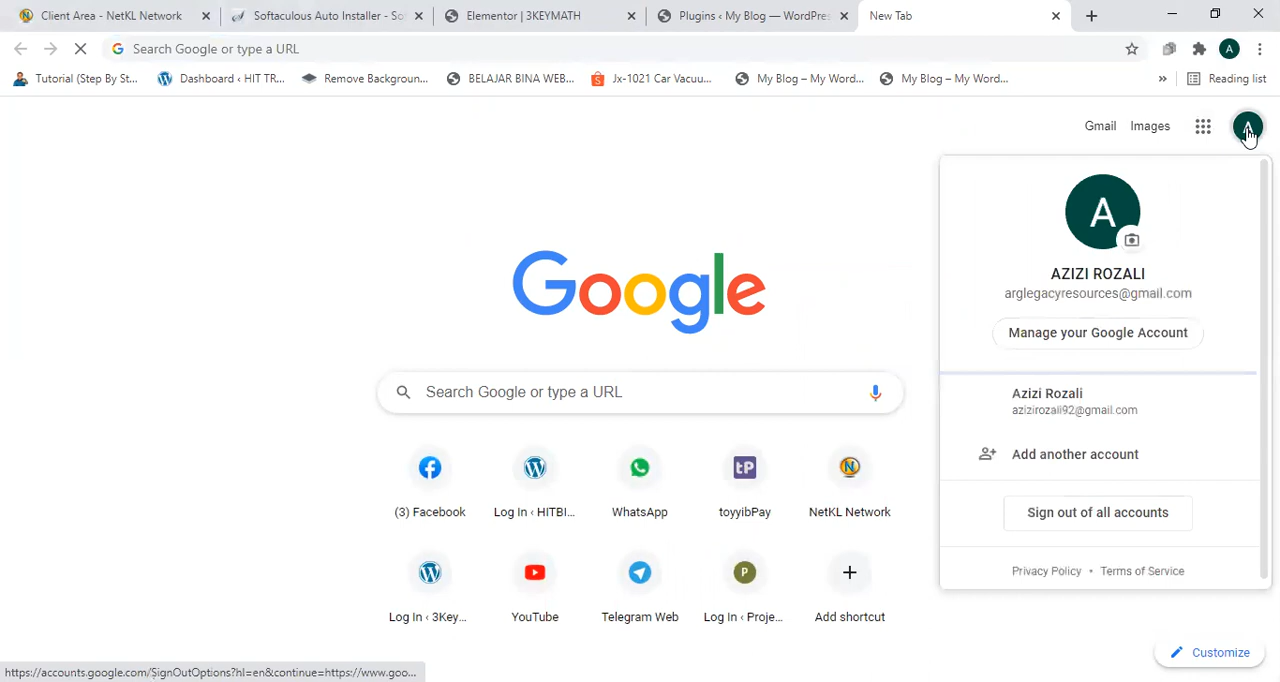 Client Area - NetKL Network
Softaculous Auto Installer - So
Elementor | 3KEYMATH
Plugins ‹ My Blog — WordPres
New Tab
Search Google or type a URL
A
Tutorial (Step By St...
Dashboard ‹ HIT TR...
Remove Backgroun...
BELAJAR BINA WEB...
Jx-1021 Car Vacuu...
My Blog – My Word...
My Blog – My Word...
»
Reading list
Gmail
Images
A
A
AZIZI ROZALI
arglegacyresources@gmail.com
Manage your Google Account
Google
Azizi Rozali
azizirozali92@gmail.com
Search Google or type a URL
Add another account
tP
N
(3) Facebook
Log In ‹ HITBI...
WhatsApp
toyyibPay
NetKL Network
Sign out of all accounts
P
Privacy Policy • Terms of Service
Log In ‹ 3Key...
YouTube
Telegram Web
Log In ‹ Proje...
Add shortcut
Customize
https://accounts.google.com/SignOutOptions?hl=en&continue=https://www.goo...